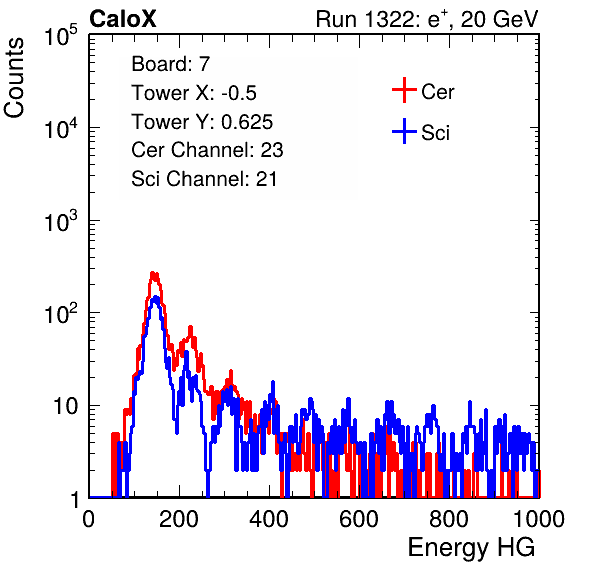 CaloX Run 1322: e⁺, 20 GeV
Counts
10⁵
10⁴
10³
10²
10
1
Board: 7
Tower X: -0.5
Tower Y: 0.625
Cer Channel: 23
Sci Channel: 21
Cer
Sci
0 200 400 600 800 1000
Energy HG